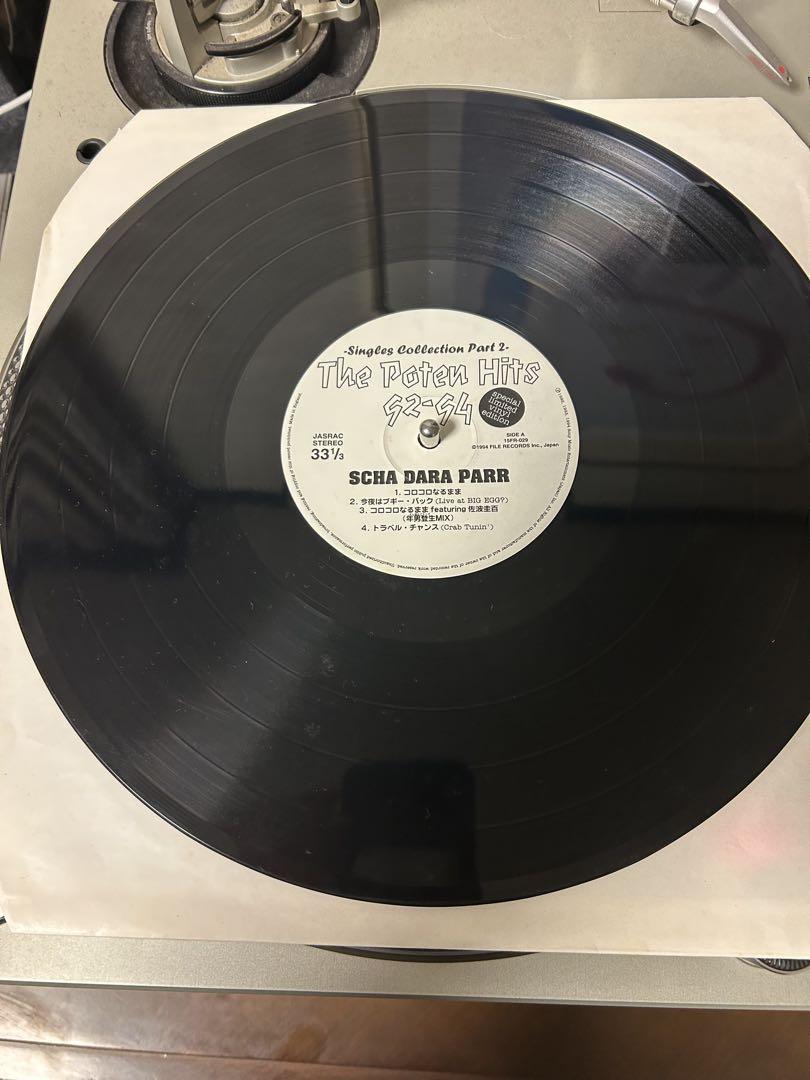 -Singles Collection Part 2-
The Poten Hits
92-94
special
limited
vinyl
edition
JASRAC
STEREO
33 1/3
SIDE A
15FR-029
©1994 FILE RECORDS Inc., Japan
SCHA DARA PARR
1. コロコロなるまま
2. 今夜はブギー・バック (Live at BIG EGG?)
3. コロコロなるまま featuring 佐波圭百
(年男登生MIX)
4. トラベル・チャンス (Crab Tunin')